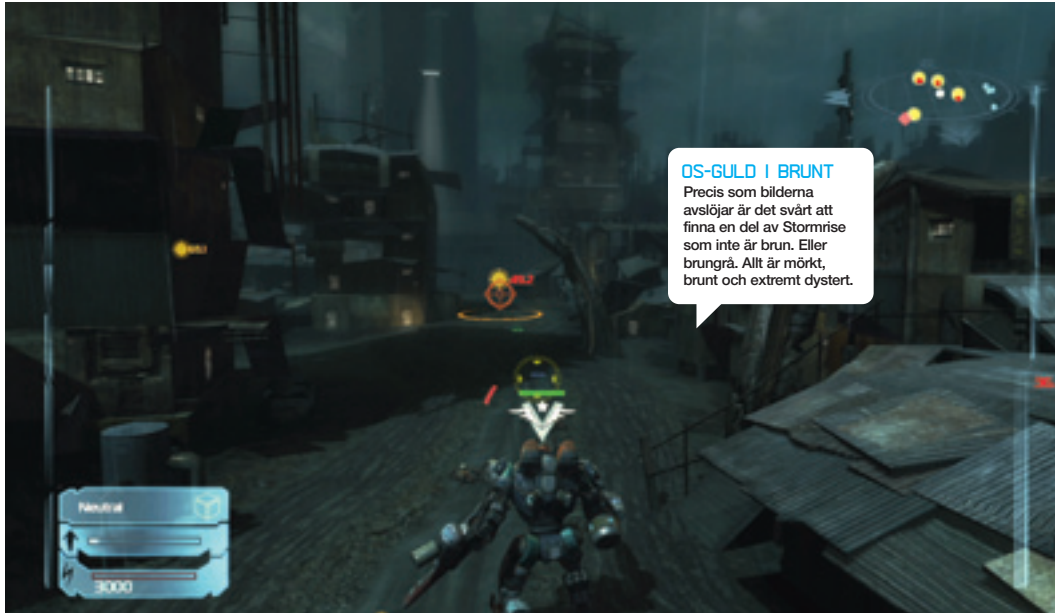 OS-GULD I BRUNT
Precis som bilderna
avslöjar är det svårt att
finna en del av Stormrise
som inte är brun. Eller
brungrå. Allt är mörkt,
brunt och extremt dystert.
Neutral
3000